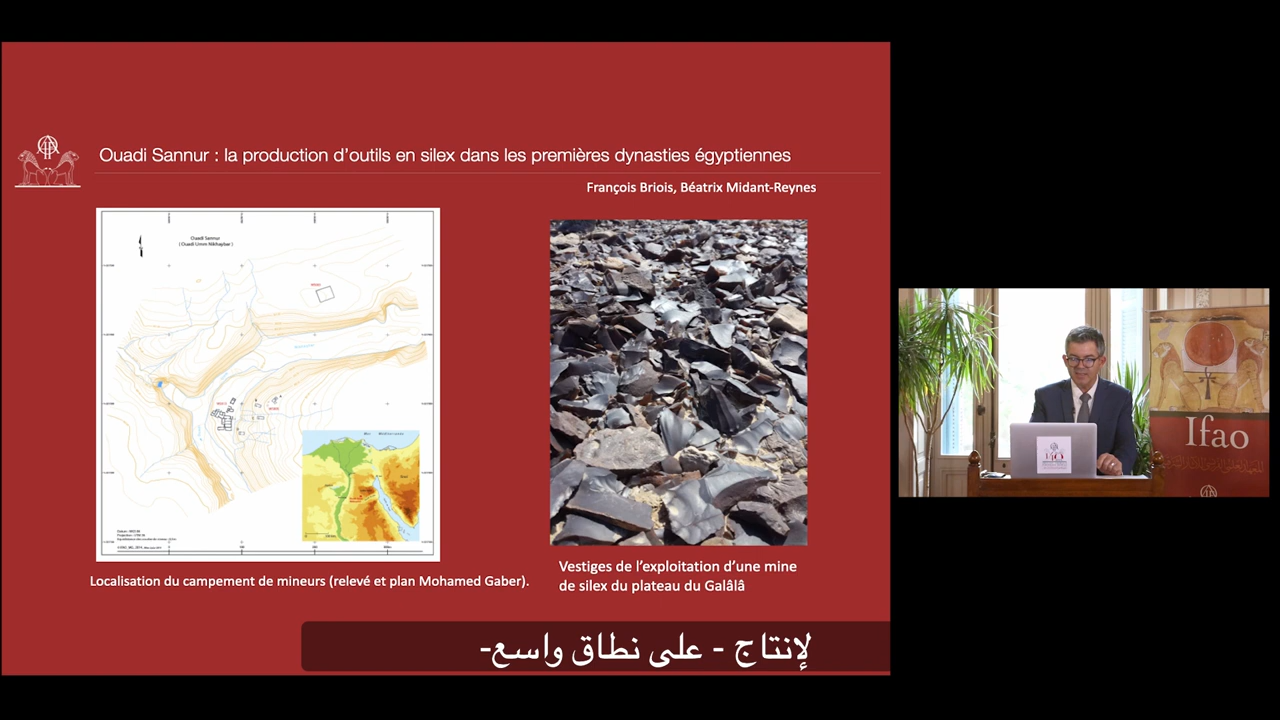 Ouadi Sannur : la production d'outils en silex dans les premières dynasties égyptiennes
François Briois, Béatrix Midant-Reynes
Ouadi Sannur
Localisation du campement de mineurs (relevé et plan Mohamed Gaber).
Vestiges de l'exploitation d'une mine
de silex du plateau du Galâlâ
لإنتاج - على نطاق واسع-
Ifao